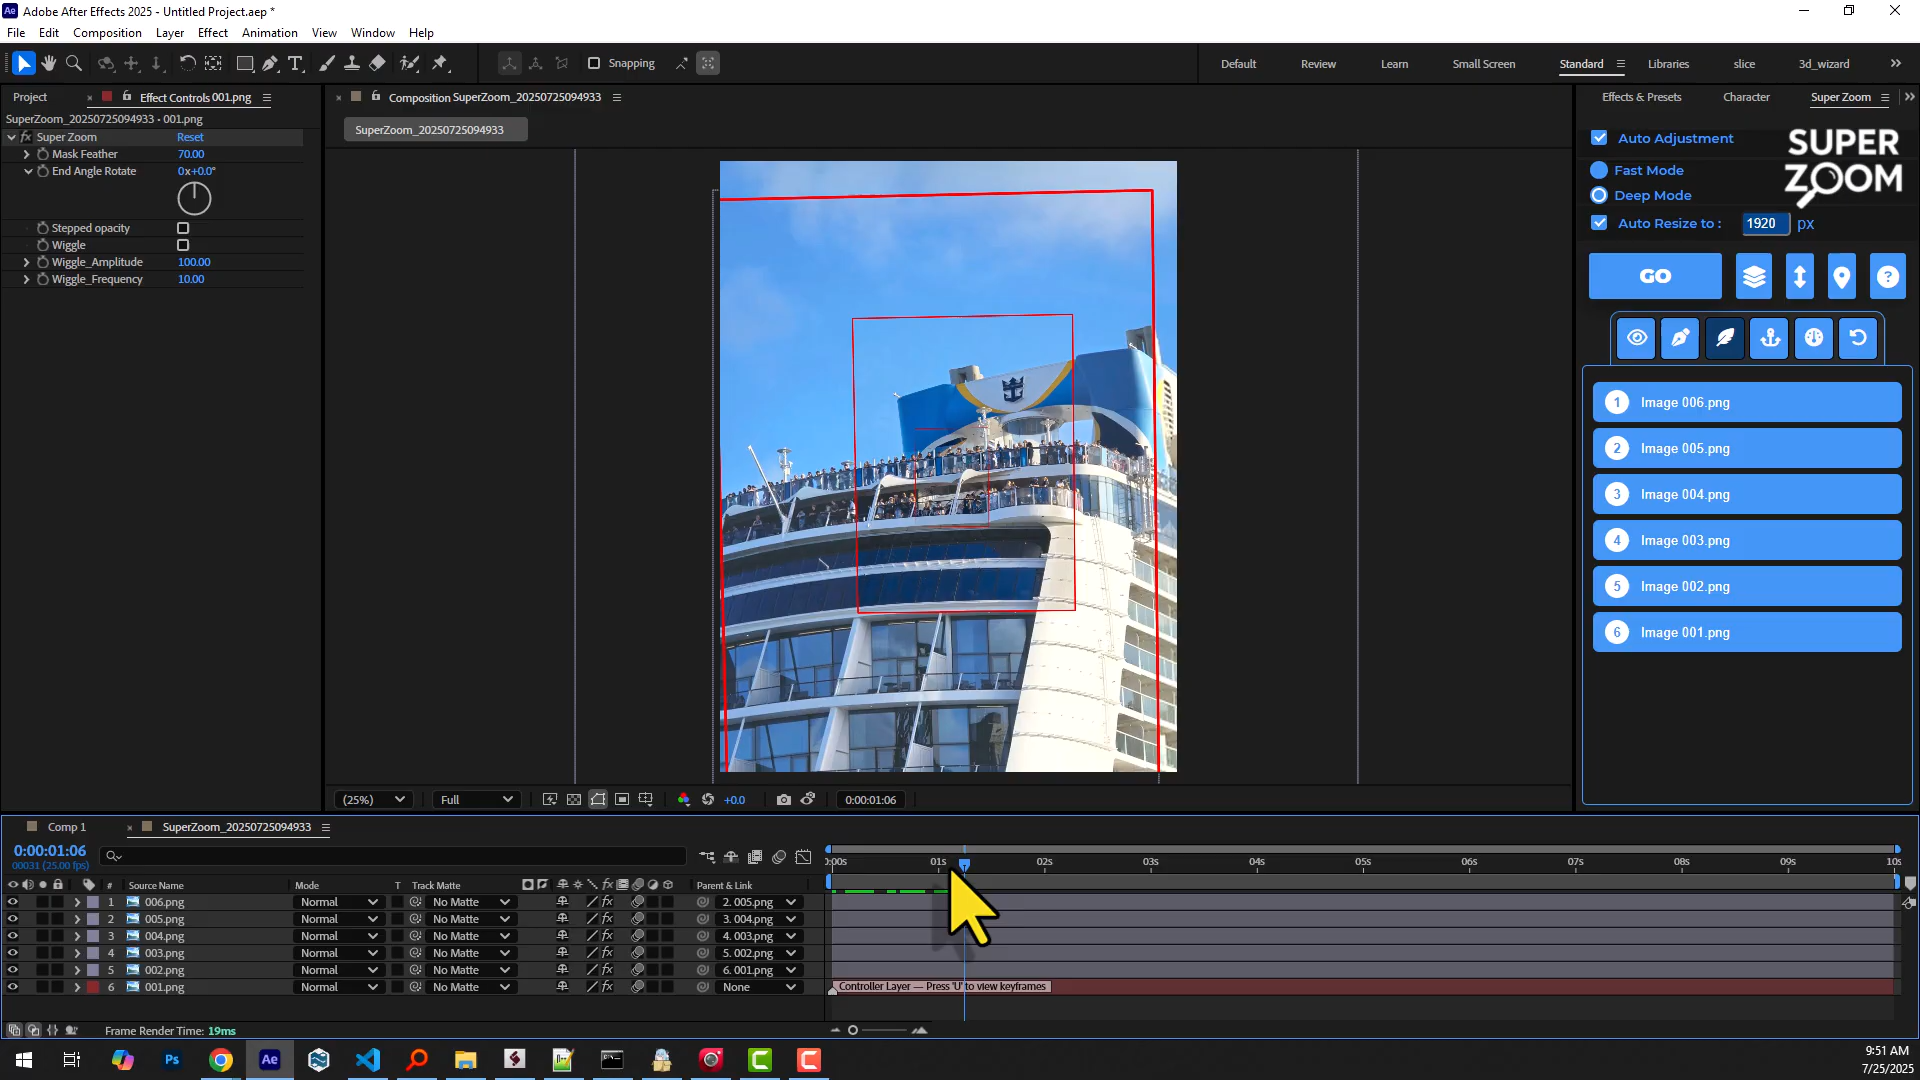 Adobe After Effects 2025 - Untitled Project.aep *
File Edit Composition Layer Effect Animation View Window Help
Snapping
Default Review Learn Small Screen Standard Libraries slice 3d_wizard
Project
Effect Controls 001.png
SuperZoom_20250725094933 • 001.png
fx Super Zoom Reset
Mask Feather 70.00
End Angle Rotate 0x+0.0°
Stepped opacity
Wiggle
Wiggle_Amplitude 100.00
Wiggle_Frequency 10.00
Composition SuperZoom_20250725094933
SuperZoom_20250725094933
(25%) Full +0.0 0:00:01:06
Effects & Presets Character Super Zoom
Auto Adjustment
Fast Mode
Deep Mode
Auto Resize to : 1920 px
SUPER
ZOOM
GO
?
1 Image 006.png
2 Image 005.png
3 Image 004.png
4 Image 003.png
5 Image 002.png
6 Image 001.png
Comp 1
SuperZoom_20250725094933
0:00:01:06
00031 (25.00 fps)
0:00s 01s 02s 03s 04s 05s 06s 07s 08s 09s 10s
# Source Name Mode T Track Matte fx Parent & Link
1 006.png Normal No Matte fx 2. 005.png
2 005.png Normal No Matte fx 3. 004.png
3 004.png Normal No Matte fx 4. 003.png
4 003.png Normal No Matte fx 5. 002.png
5 002.png Normal No Matte fx 6. 001.png
6 001.png Normal No Matte fx None
Controller Layer — Press 'U' to view keyframes
Frame Render Time: 19ms
9:51 AM
7/25/2025